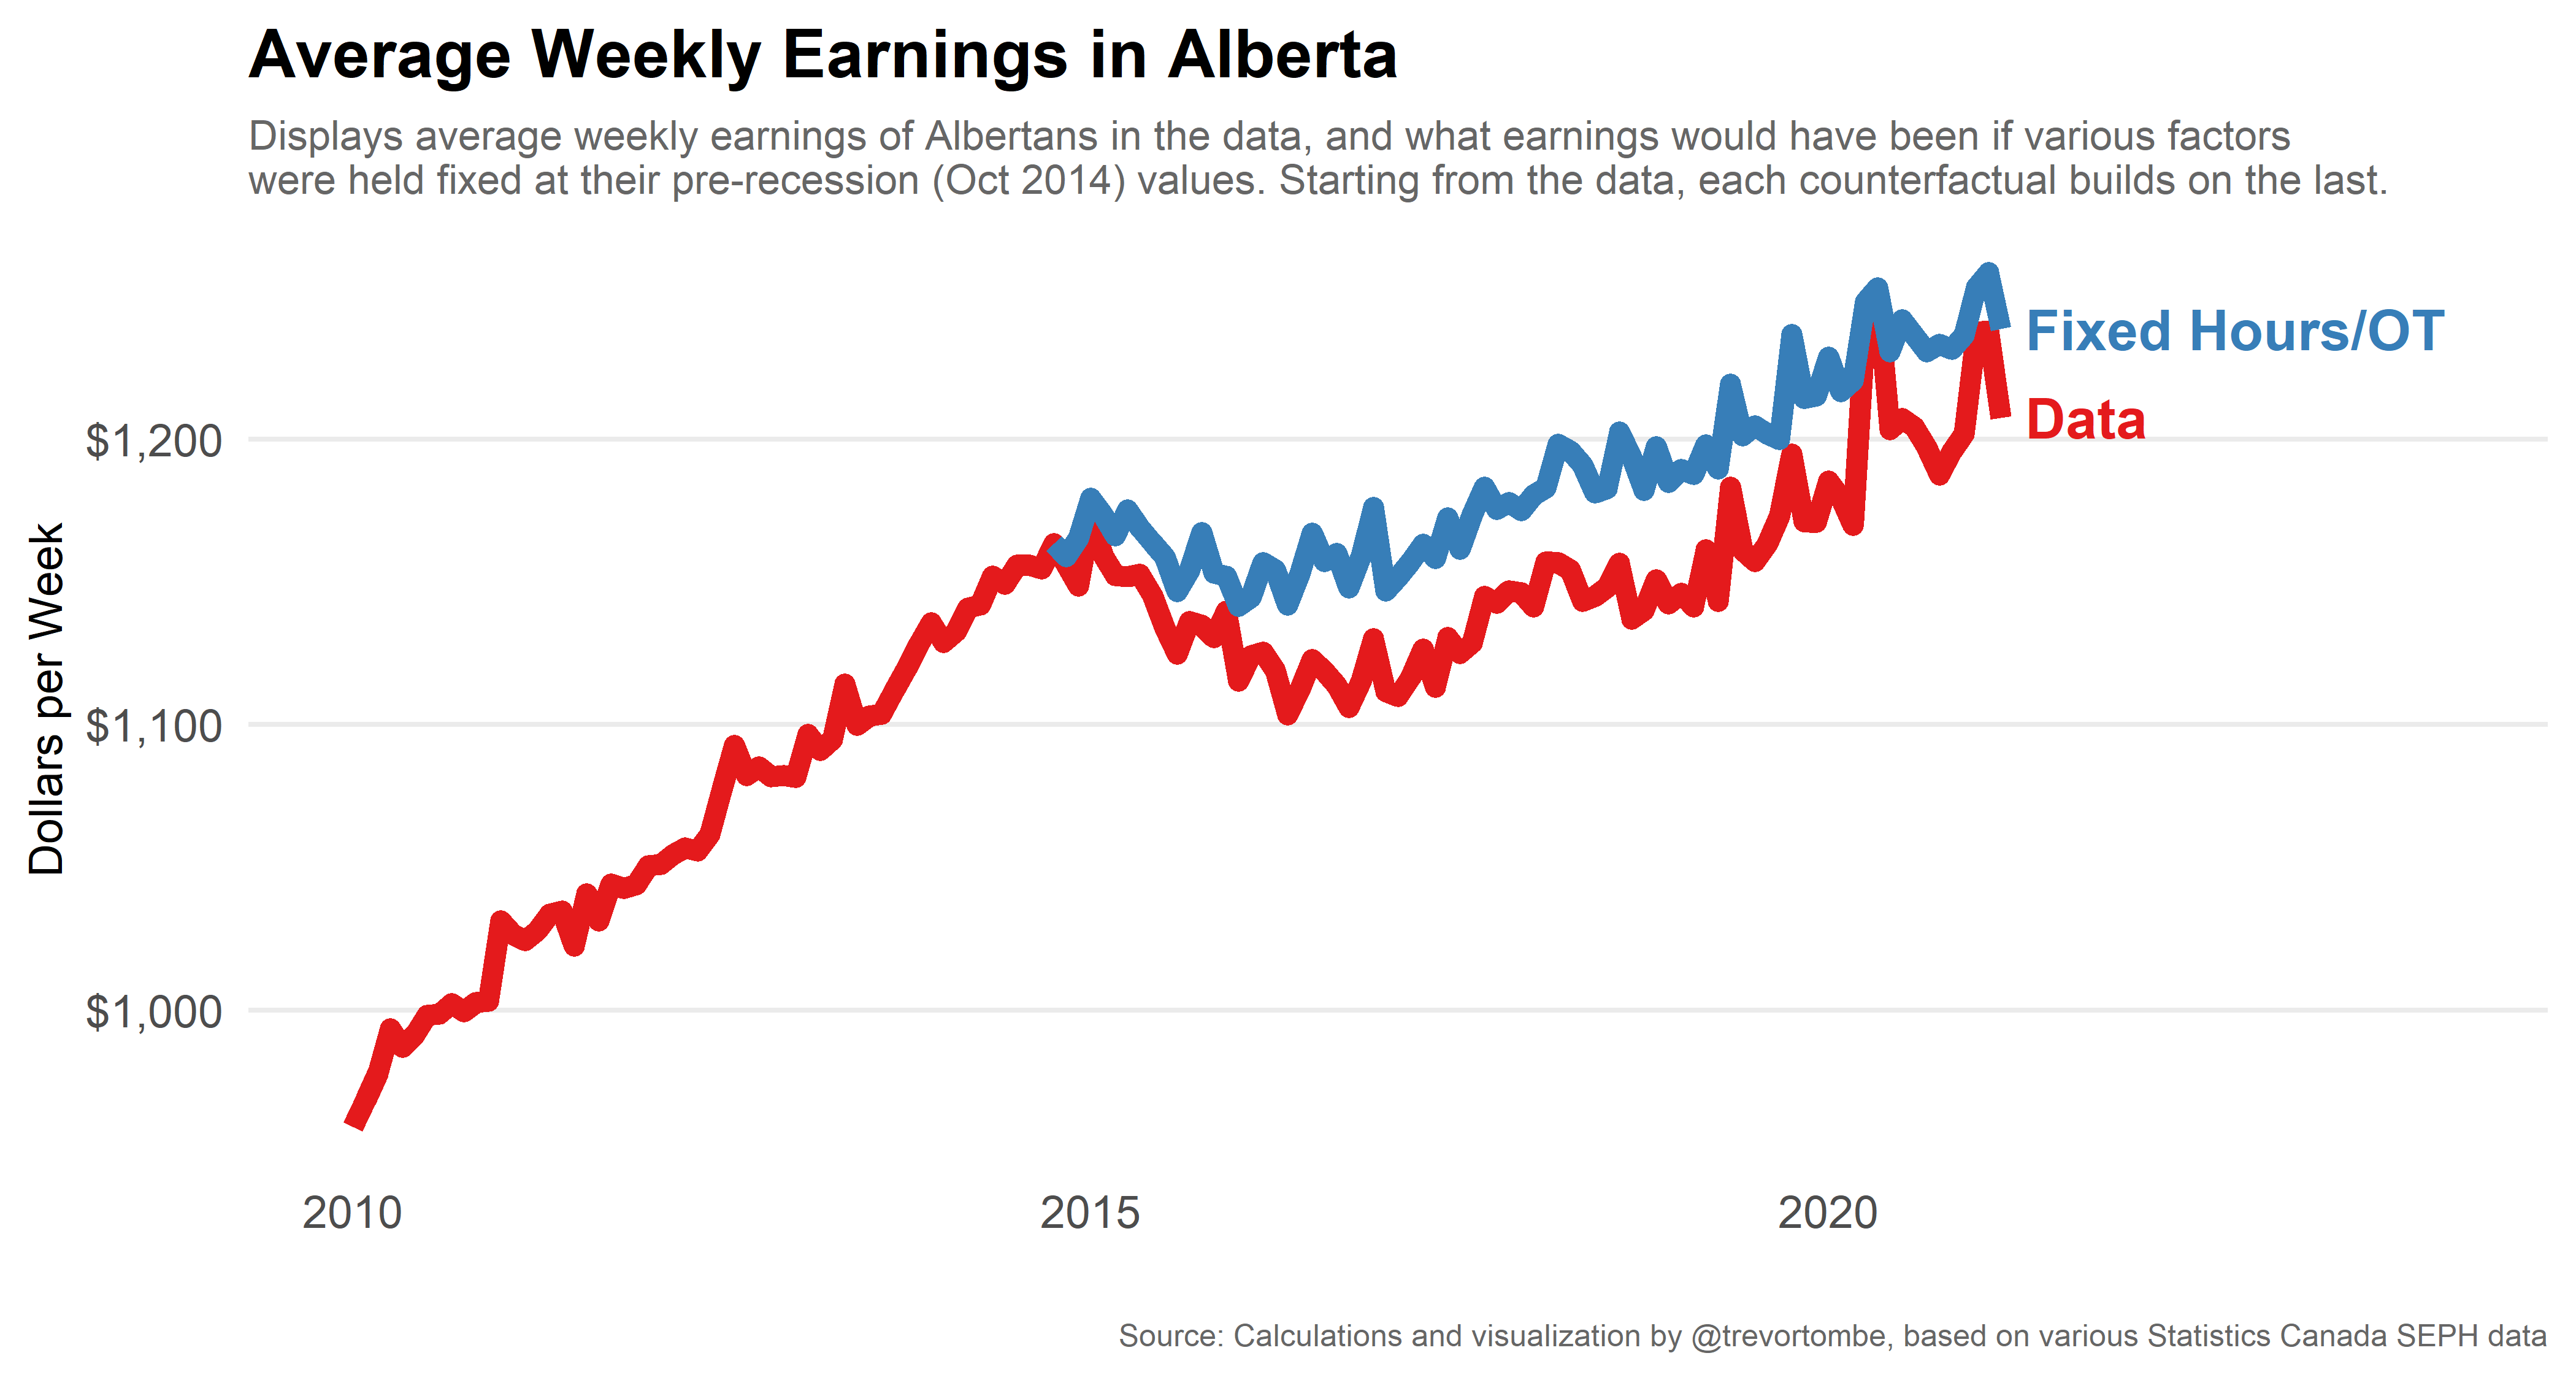 Average Weekly Earnings in Alberta
Displays average weekly earnings of Albertans in the data, and what earnings would have been if various factors
were held fixed at their pre-recession (Oct 2014) values. Starting from the data, each counterfactual builds on the last.
Fixed Hours/OT
Data
$1,200
$1,100
$1,000
Dollars per Week
2010
2015
2020
Source: Calculations and visualization by @trevortombe, based on various Statistics Canada SEPH data